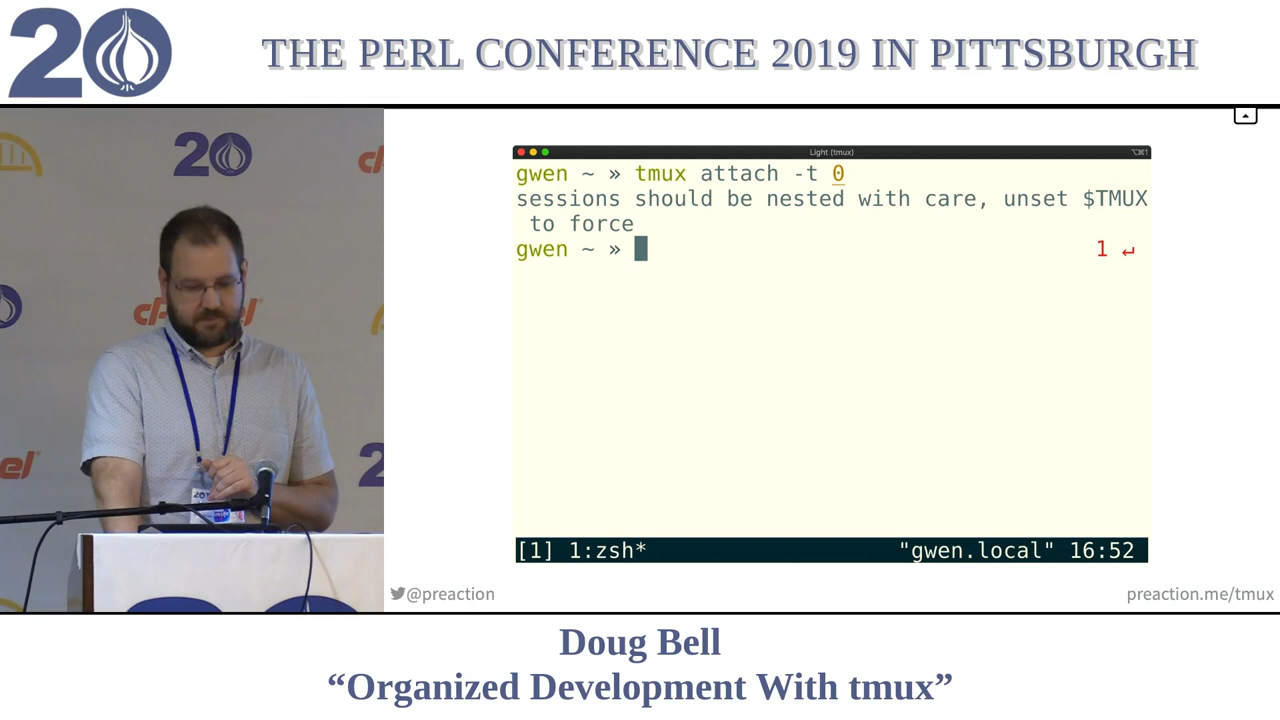 20
THE PERL CONFERENCE 2019 IN PITTSBURGH
20
Light (tmux)
⌥⌘1
gwen ~ » tmux attach -t 0
sessions should be nested with care, unset $TMUX
to force
gwen ~ » 1 ↵
[1] 1:zsh* "gwen.local" 16:52
@preaction
preaction.me/tmux
Doug Bell
“Organized Development With tmux”